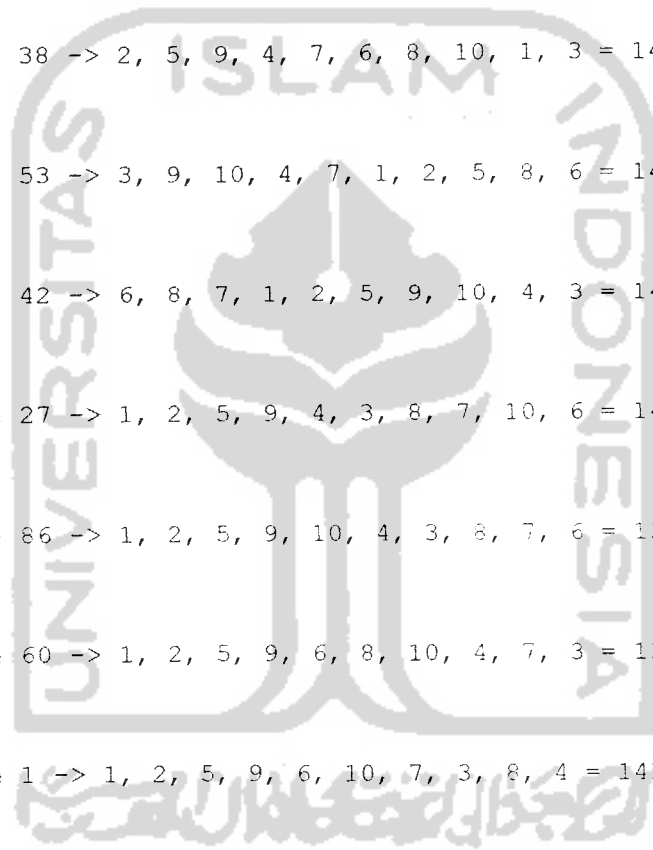 ISLAM
UNIVERSITAS
INDONESIA
38 -> 2, 5, 9, 4, 7, 6, 8, 10, 1, 3 = 14
53 -> 3, 9, 10, 4, 7, 1, 2, 5, 8, 6 = 14
42 -> 6, 8, 7, 1, 2, 5, 9, 10, 4, 3 = 14
27 -> 1, 2, 5, 9, 4, 3, 8, 7, 10, 6 = 14
86 -> 1, 2, 5, 9, 10, 4, 3, 8, 7, 6 = 13
60 -> 1, 2, 5, 9, 6, 8, 10, 4, 7, 3 = 13
1 -> 1, 2, 5, 9, 6, 10, 7, 3, 8, 4 = 14